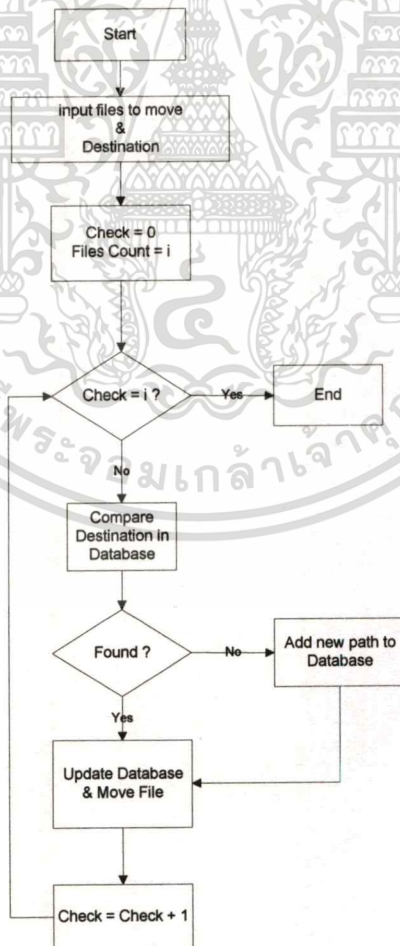 Start
input files to move
&
Destination
Check = 0
Files Count = i
Check = i ?
Yes
End
No
Compare
Destination in
Database
Found ?
No
Add new path to
Database
Yes
Update Database
& Move File
Check = Check + 1